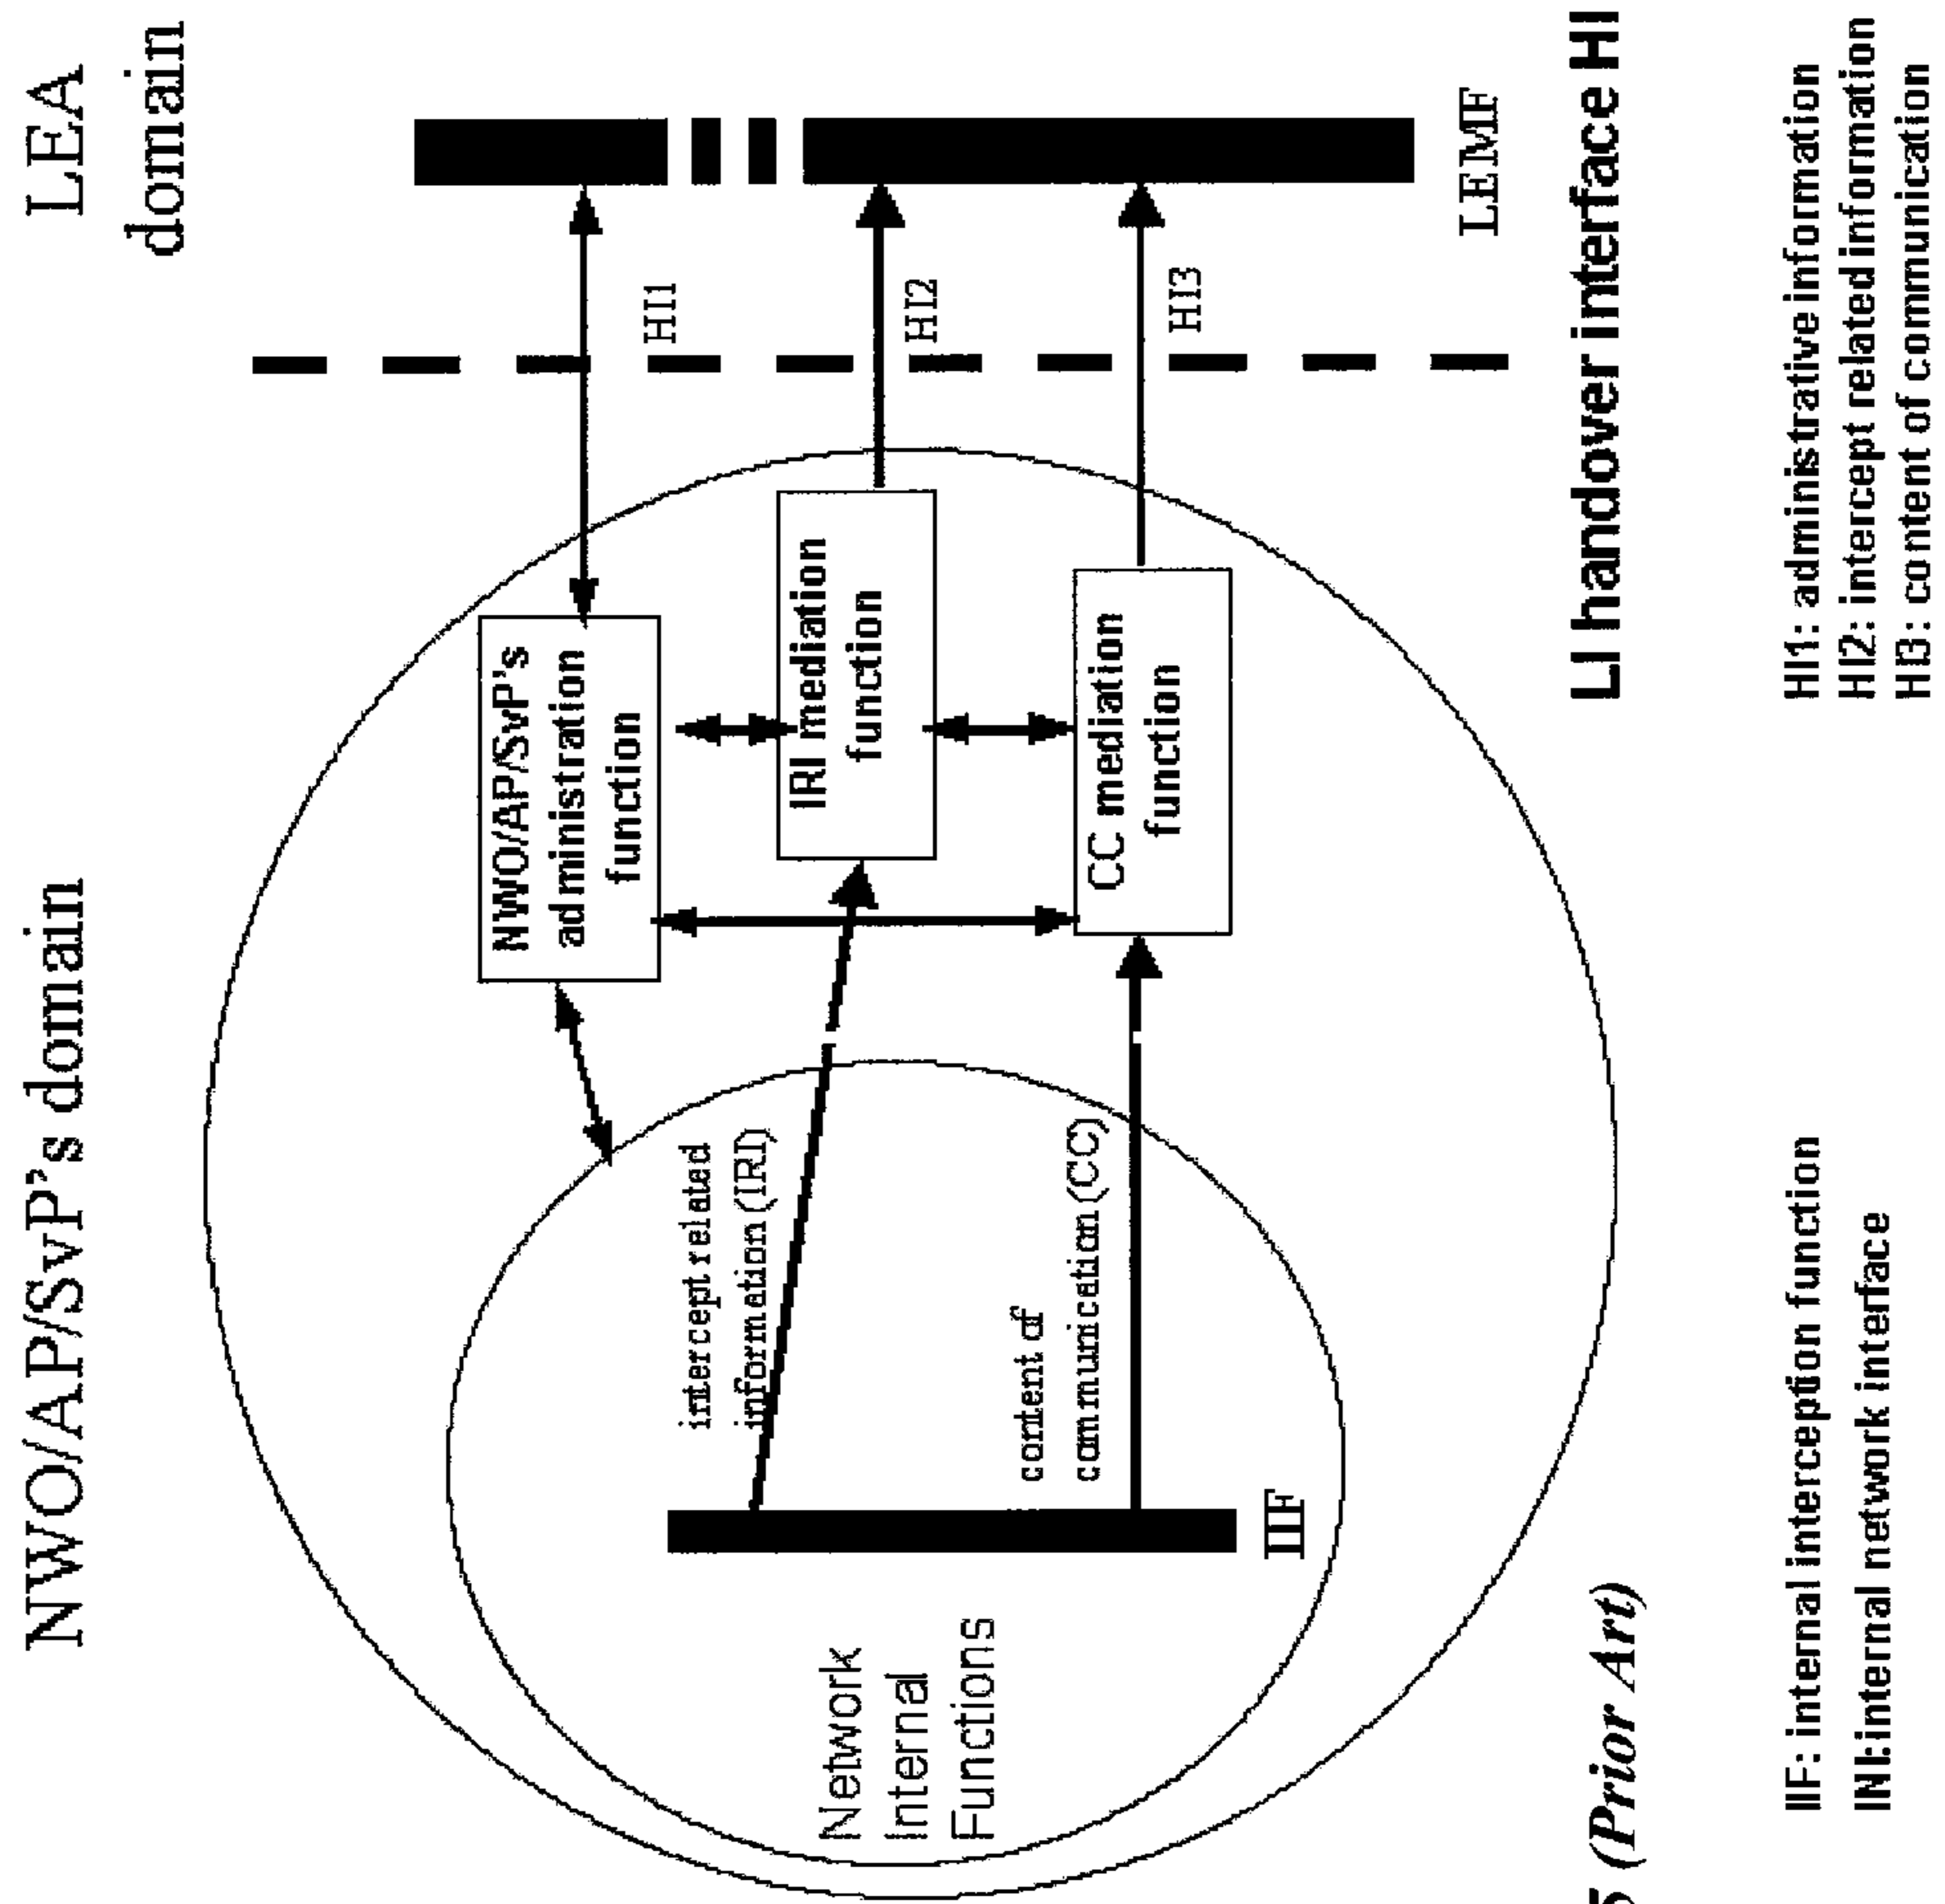 NWO/AP/SvP's domain
LEA
domain
NWO/AP/SvP's
administration
function
HI1
intercept related
information (IRI)
IRI mediation
function
HI2
Network
Internal
Functions
content of
communication (CC)
CC mediation
function
HI3
IIF
LEMF
5 (Prior Art)
LI handover interface HI
IIF: internal interception function
INI: internal network interface
HI1: administrative information
HI2: intercept related information
HI3: content of communication